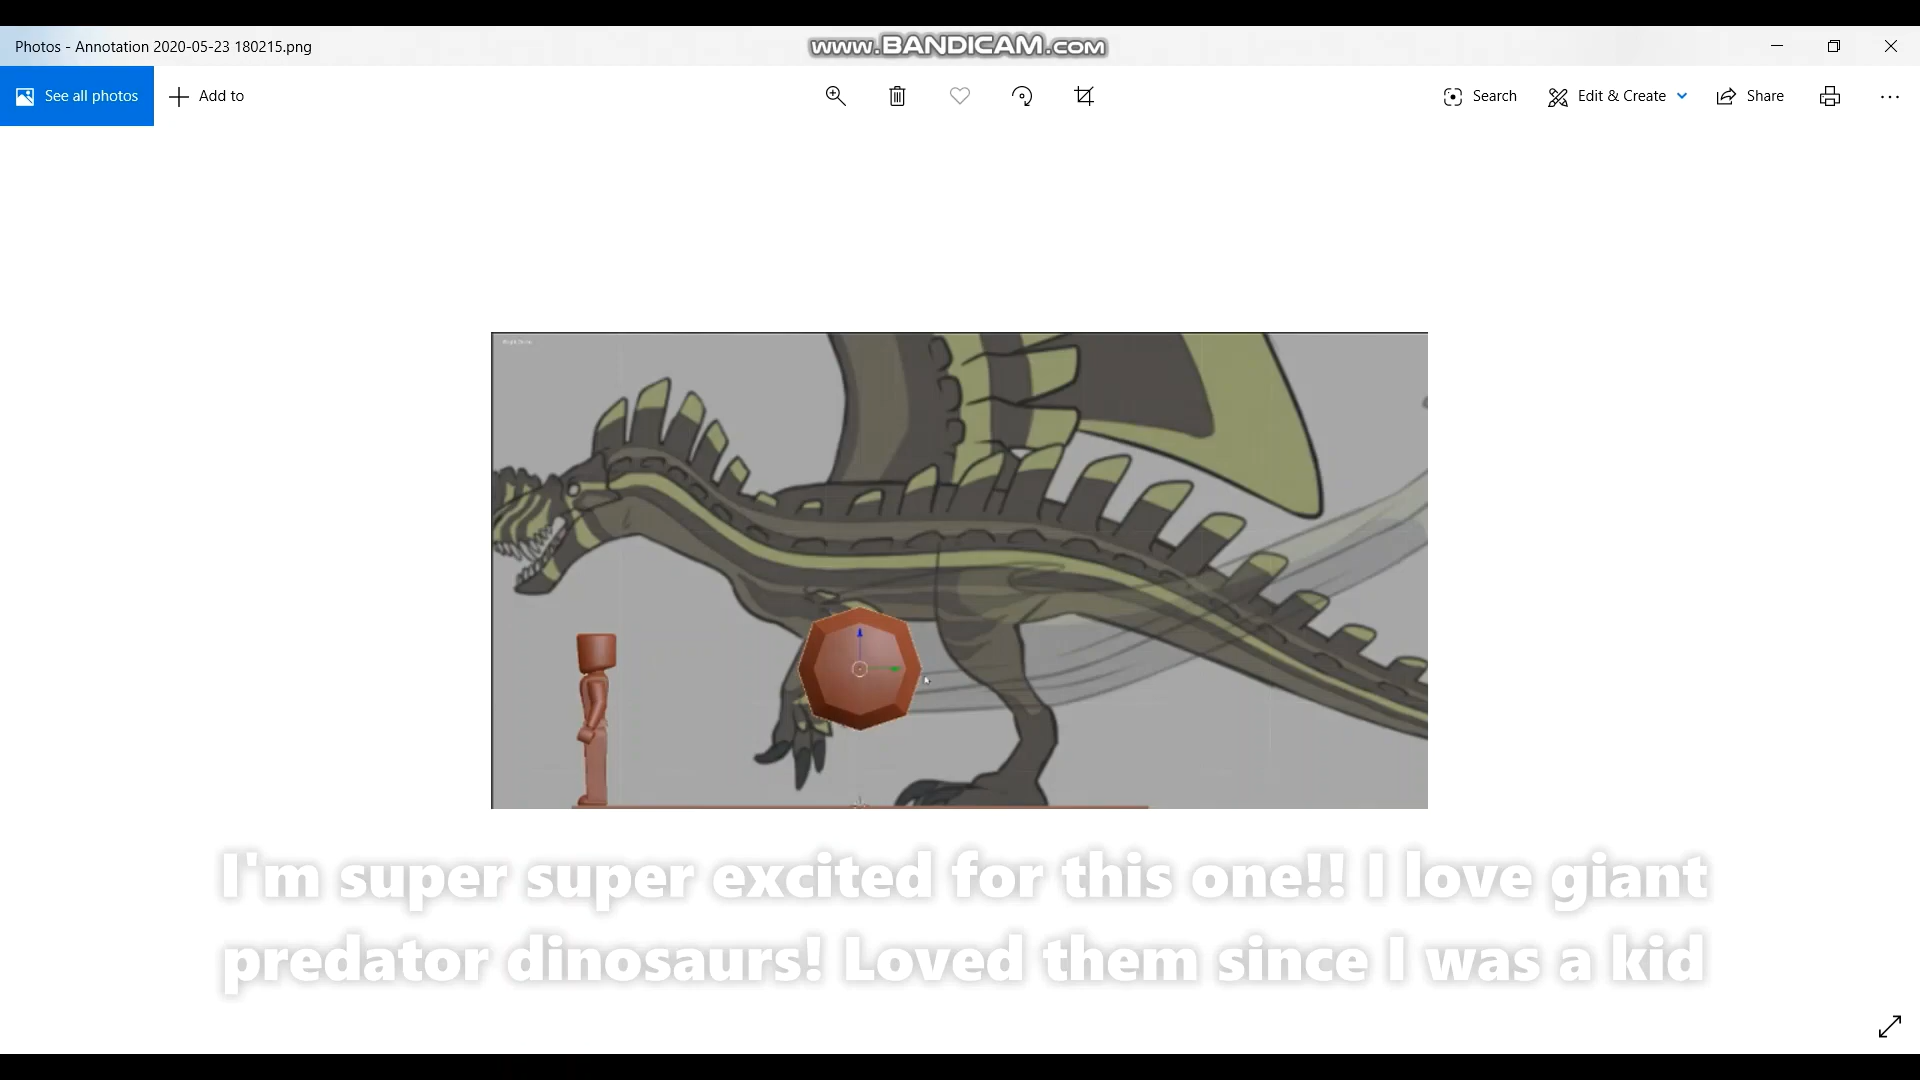 Photos - Annotation 2020-05-23 180215.png
www.BANDICAM.com
See all photos
Add to
Search
Edit & Create
Share
I'm super super excited for this one!! I love giant
predator dinosaurs! Loved them since I was a kid